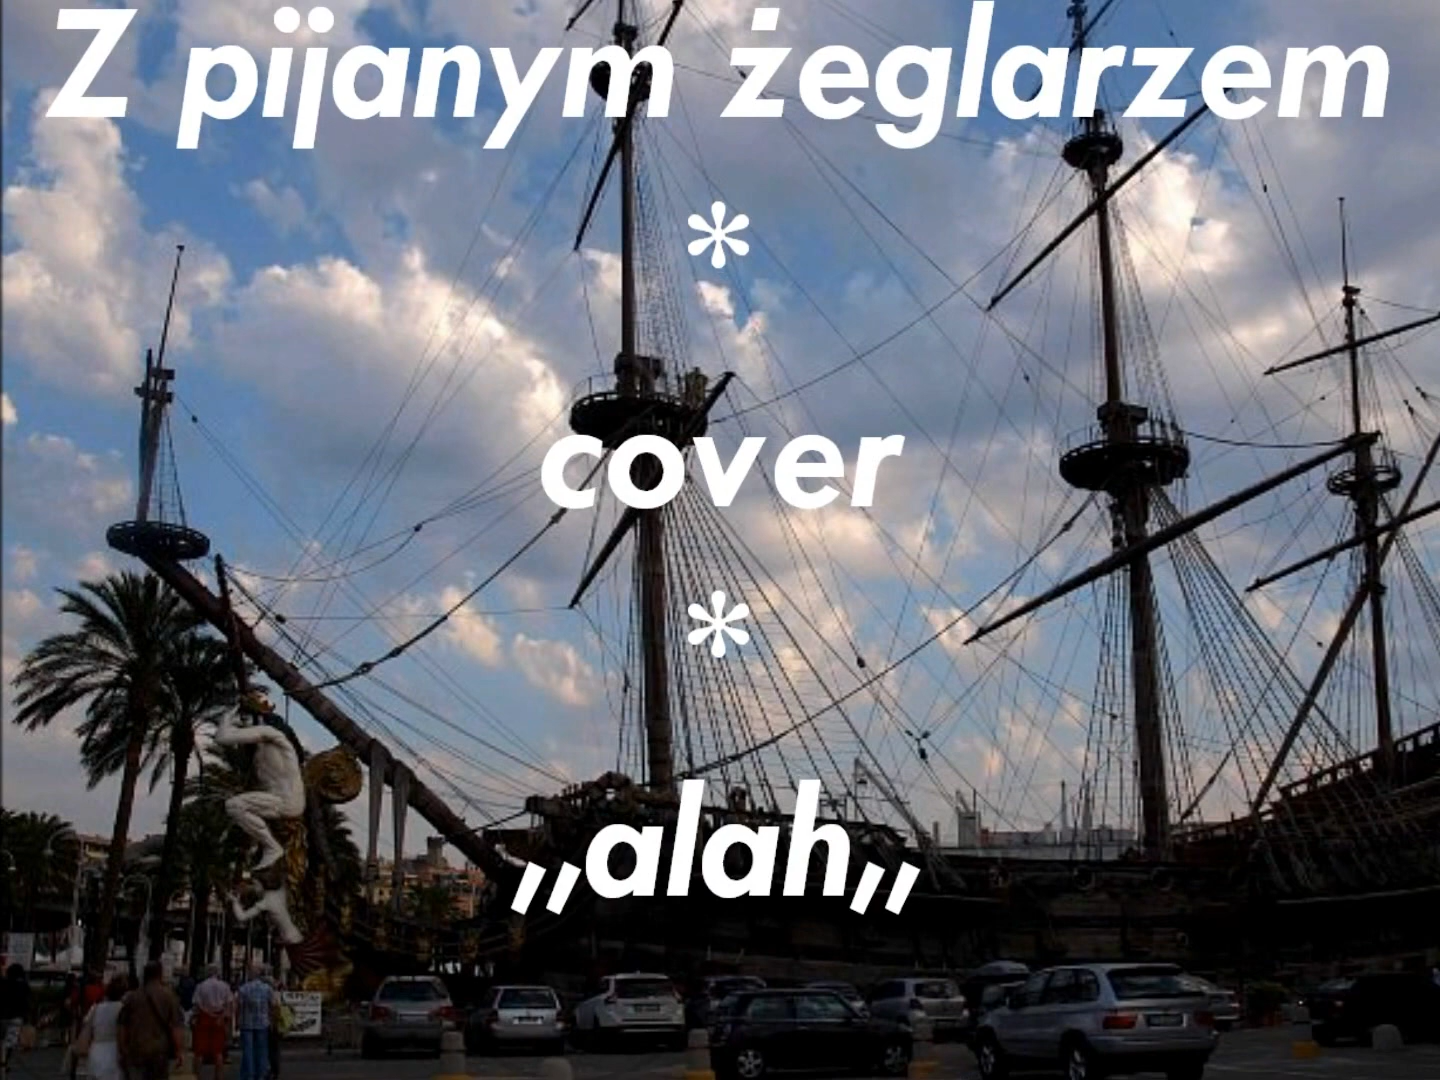 Z pijanym żeglarzem
*
cover
*
„alah„